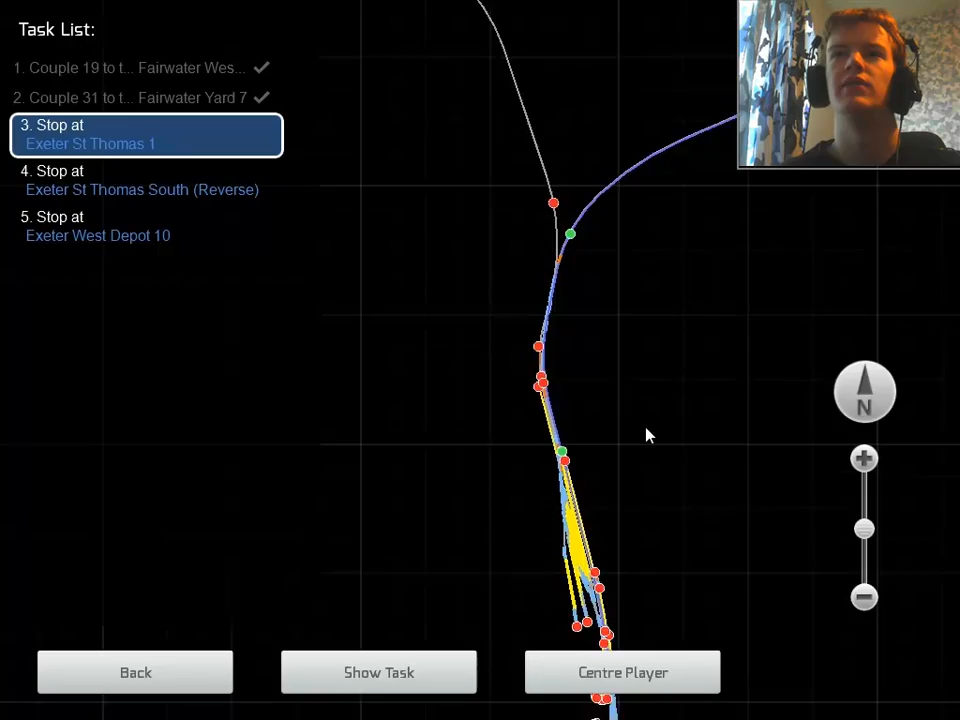 Task List:
1. Couple 19 to t... Fairwater Wes...
2. Couple 31 to t... Fairwater Yard 7
3. Stop at
Exeter St Thomas 1
4. Stop at
Exeter St Thomas South (Reverse)
5. Stop at
Exeter West Depot 10
N
Back
Show Task
Centre Player